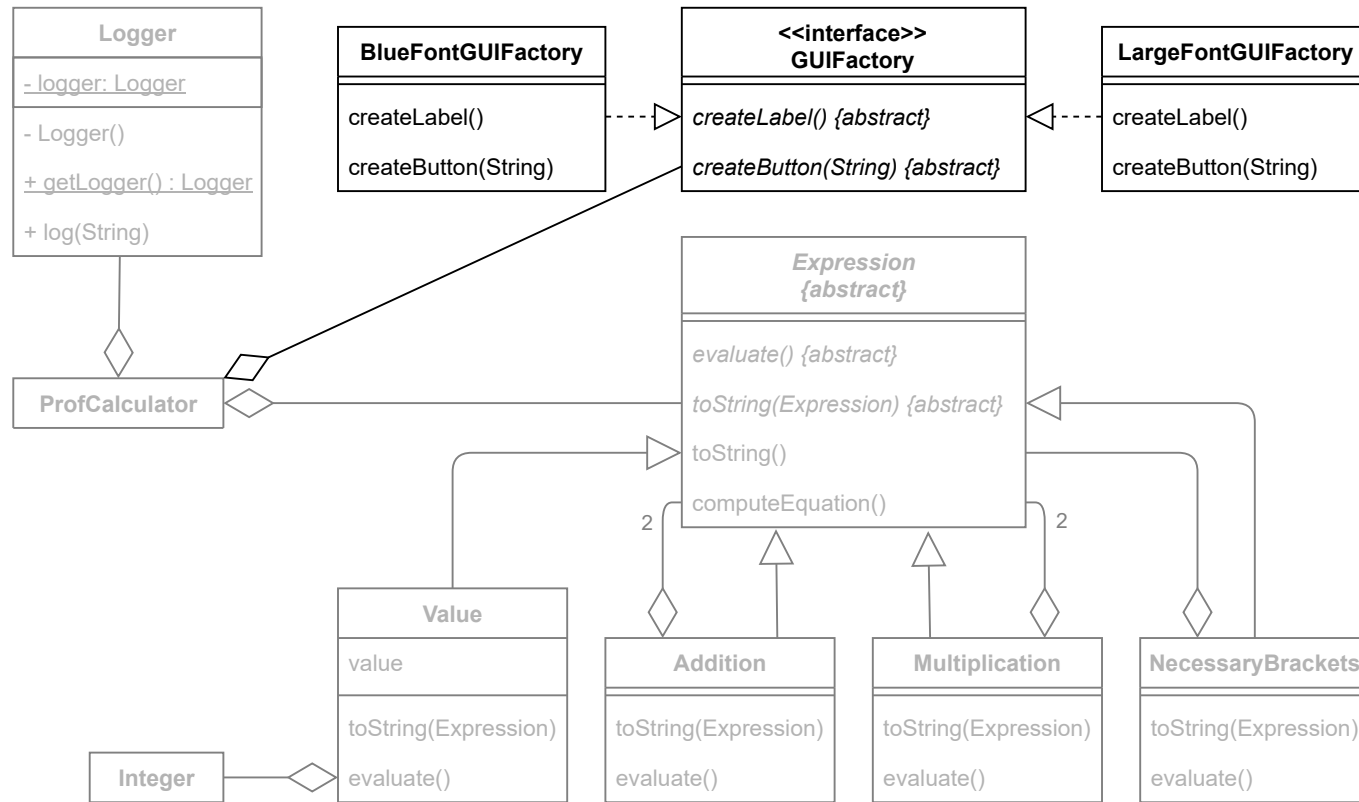 Logger
- logger: Logger
- Logger()
+ getLogger() : Logger
+ log(String)
BlueFontGUIFactory
createLabel()
createButton(String)
<<interface>>
GUIFactory
createLabel() {abstract}
createButton(String) {abstract}
LargeFontGUIFactory
createLabel()
createButton(String)
Expression
{abstract}
evaluate() {abstract}
toString(Expression) {abstract}
toString()
computeEquation()
ProfCalculator
2
2
Value
value
toString(Expression)
evaluate()
Addition
toString(Expression)
evaluate()
Multiplication
toString(Expression)
evaluate()
NecessaryBrackets
toString(Expression)
evaluate()
Integer